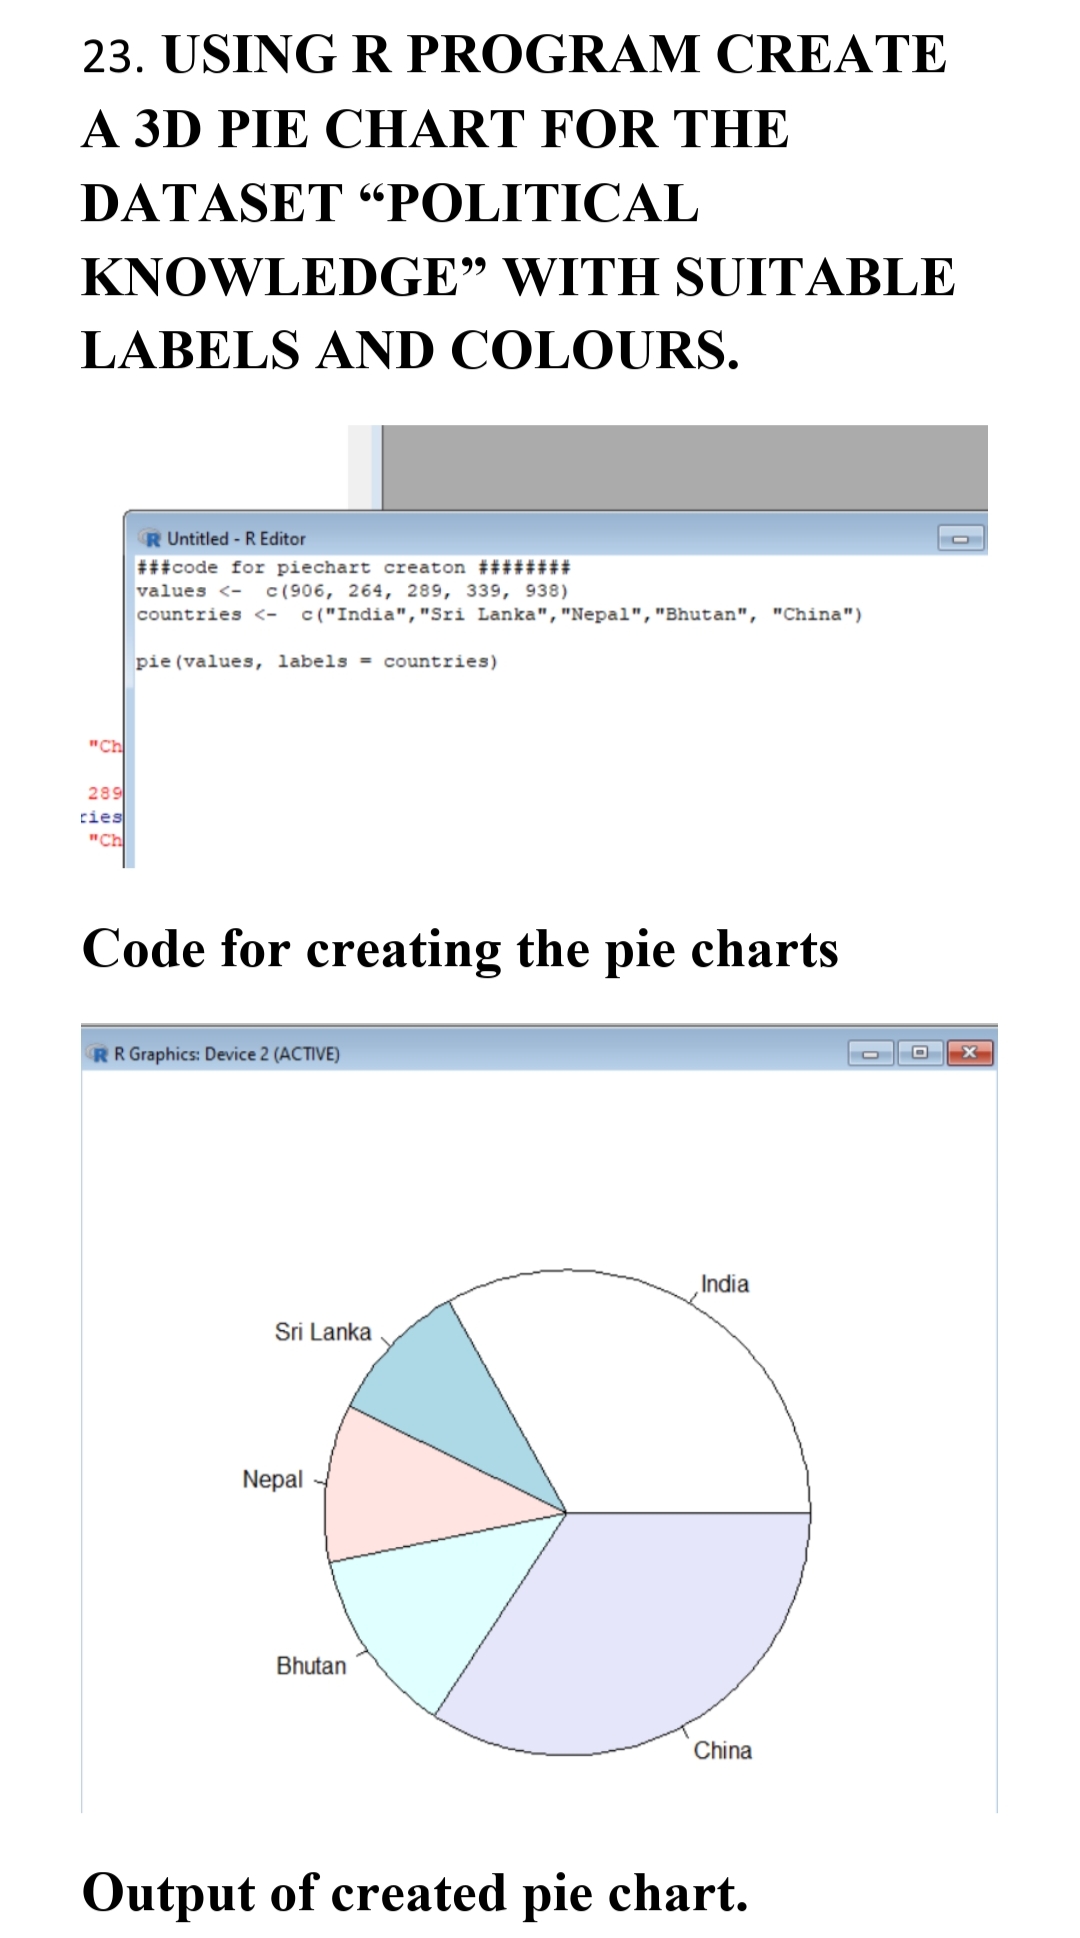 23. USING R PROGRAM CREATE
A 3D PIE CHART FOR THE
DATASET “POLITICAL
KNOWLEDGE” WITH SUITABLE
LABELS AND COLOURS.
R Untitled - R Editor
###code for piechart creaton ########
values <-  c(906, 264, 289, 339, 938)
countries <-  c("India","Sri Lanka","Nepal","Bhutan", "China")
pie(values, labels = countries)
"Ch
289
ries
"Ch
Code for creating the pie charts
R R Graphics: Device 2 (ACTIVE)
India
Sri Lanka
Nepal
Bhutan
China
Output of created pie chart.